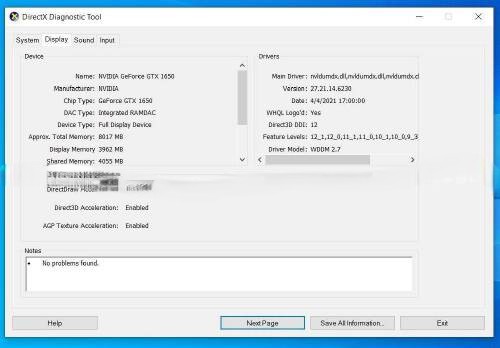 DirectX Diagnostic Tool
System Display Sound Input
Device
Name: NVIDIA GeForce GTX 1650
Manufacturer: NVIDIA
Chip Type: GeForce GTX 1650
DAC Type: Integrated RAMDAC
Device Type: Full Display Device
Approx. Total Memory: 8017 MB
Display Memory 3962 MB
Shared Memory: 4055 MB
Drivers
Main Driver: nvldumdx.dll,nvldumdx.dll,nvldumdx.d
Version: 27.21.14.6230
Date: 4/4/2021 17:00:00
WHQL Logo'd: Yes
Direct3D DDI: 12
Feature Levels: 12_1,12_0,11_1,11_0,10_1,10_0,9_3
Driver Model: WDDM 2.7
DirectDraw
Direct3D Acceleration: Enabled
AGP Texture Acceleration: Enabled
Notes
• No problems found.
Help Next Page Save All Information... Exit